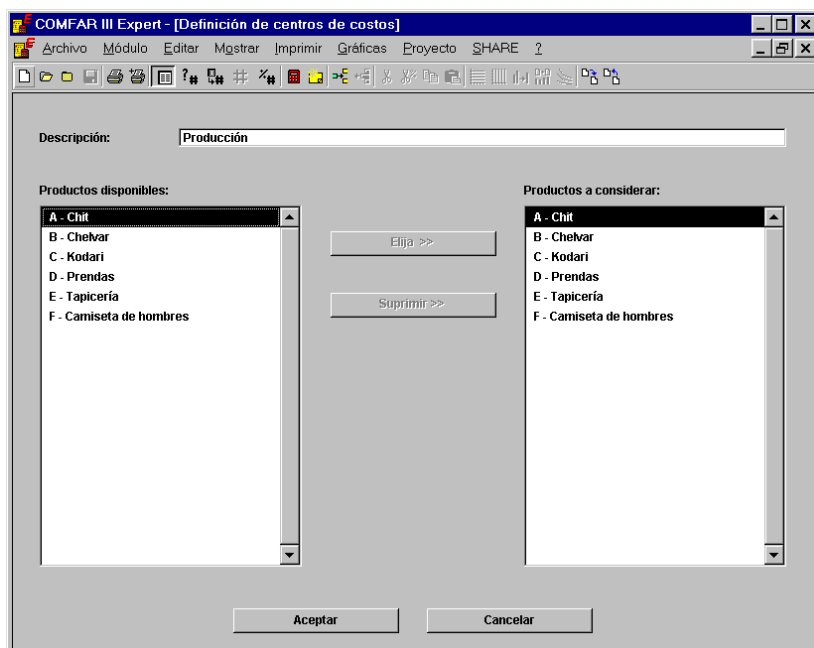 COMFAR III Expert - [Definición de centros de costos]
Archivo Módulo Editar Mostrar Imprimir Gráficas Proyecto SHARE ?
Descripción: Producción
Productos disponibles: Productos a considerar:
A - Chit A - Chit
B - Chelvar Elija >> B - Chelvar
C - Kodari C - Kodari
D - Prendas D - Prendas
E - Tapicería Suprimir >> E - Tapicería
F - Camiseta de hombres F - Camiseta de hombres
Aceptar Cancelar